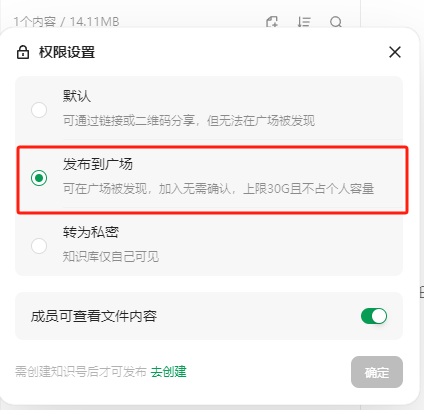 1个内容 / 14.11MB
权限设置
默认
可通过链接或二维码分享，但无法在广场被发现
发布到广场
可在广场被发现，加入无需确认，上限30G且不占个人容量
转为私密
知识库仅自己可见
成员可查看文件内容
需创建知识号后才可发布 去创建
确定